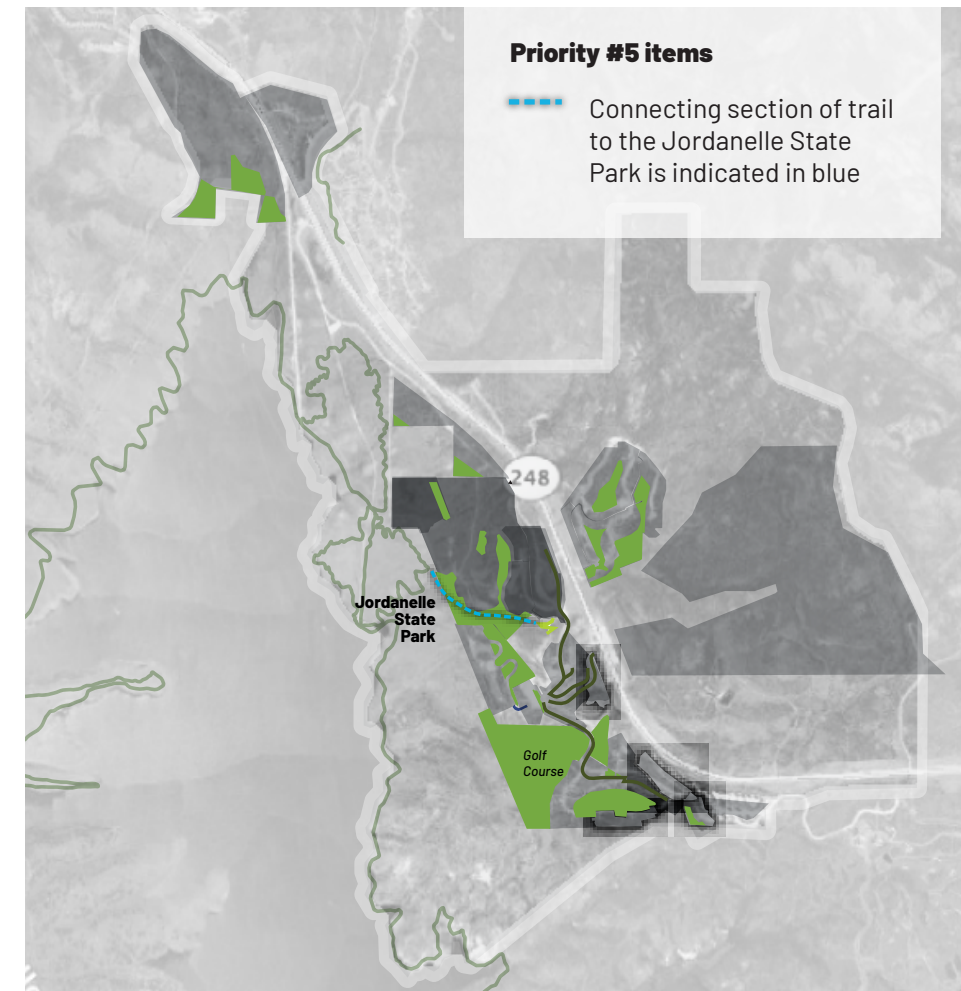 Priority #5 items
Connecting section of trail
to the Jordanelle State
Park is indicated in blue
248
Jordanelle
State
Park
Golf
Course